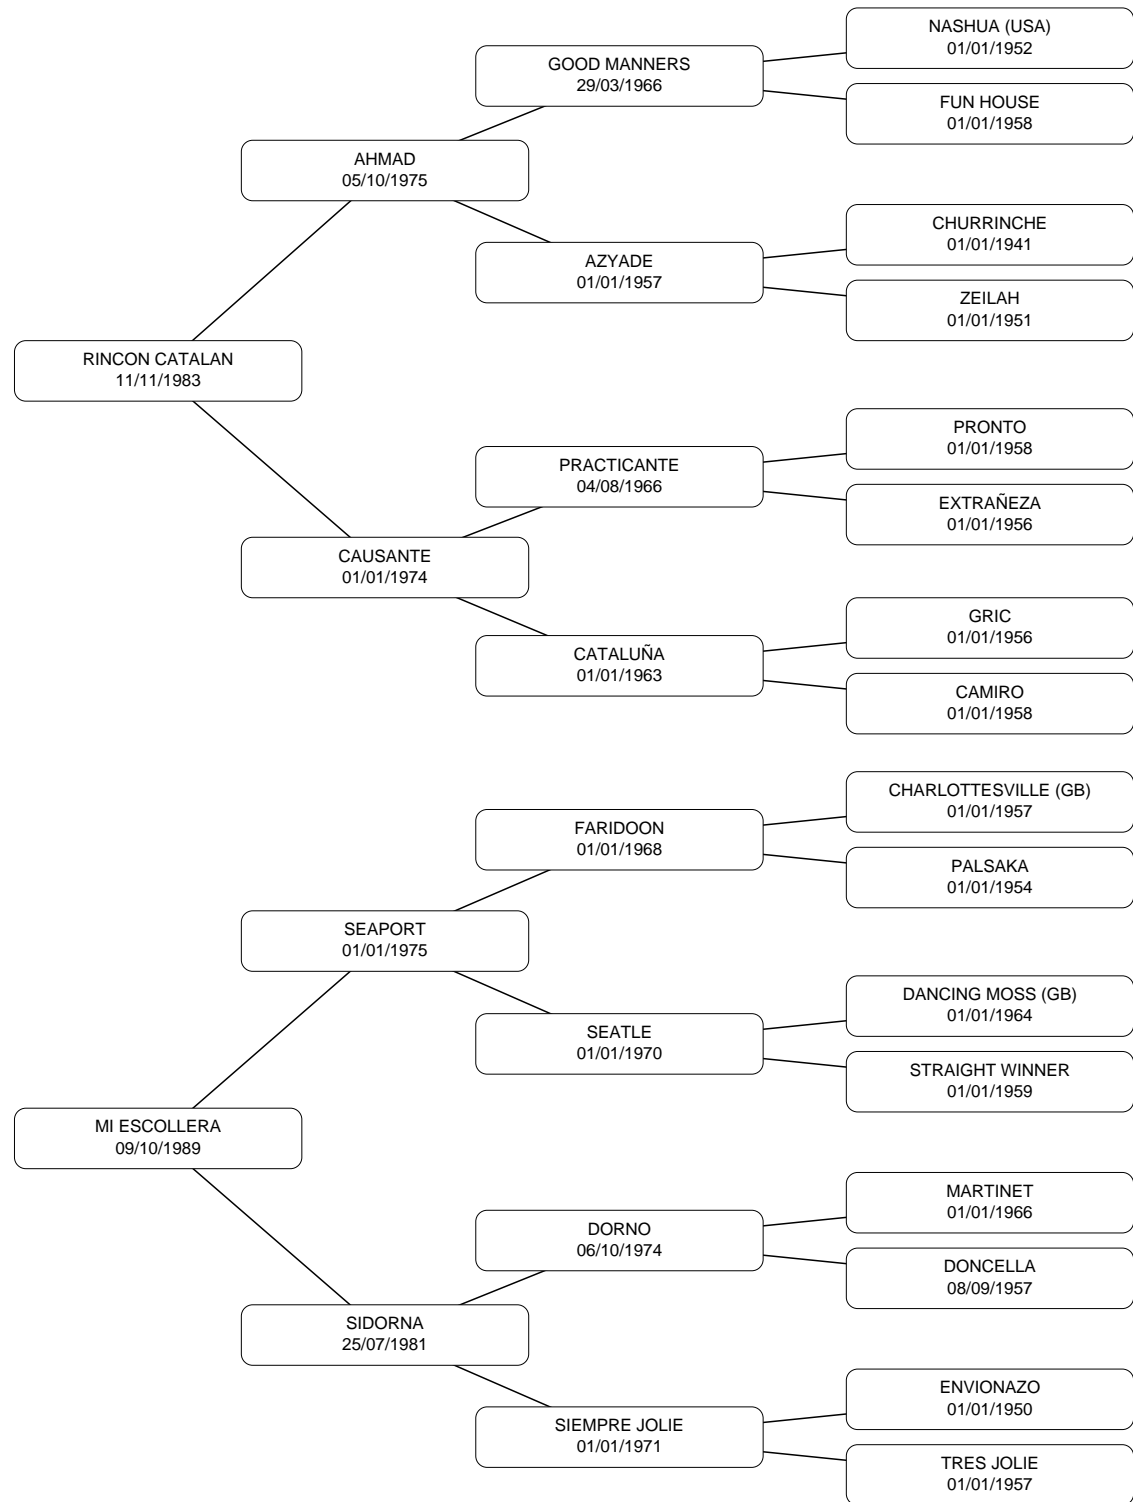 NASHUA (USA)
01/01/1952
GOOD MANNERS
29/03/1966
FUN HOUSE
01/01/1958
AHMAD
05/10/1975
CHURRINCHE
01/01/1941
AZYADE
01/01/1957
ZEILAH
01/01/1951
RINCON CATALAN
11/11/1983
PRONTO
01/01/1958
PRACTICANTE
04/08/1966
EXTRAÑEZA
01/01/1956
CAUSANTE
01/01/1974
GRIC
01/01/1956
CATALUÑA
01/01/1963
CAMIRO
01/01/1958
CHARLOTTESVILLE (GB)
01/01/1957
FARIDOON
01/01/1968
PALSAKA
01/01/1954
SEAPORT
01/01/1975
DANCING MOSS (GB)
01/01/1964
SEATLE
01/01/1970
STRAIGHT WINNER
01/01/1959
MI ESCOLLERA
09/10/1989
MARTINET
01/01/1966
DORNO
06/10/1974
DONCELLA
08/09/1957
SIDORNA
25/07/1981
ENVIONAZO
01/01/1950
SIEMPRE JOLIE
01/01/1971
TRES JOLIE
01/01/1957